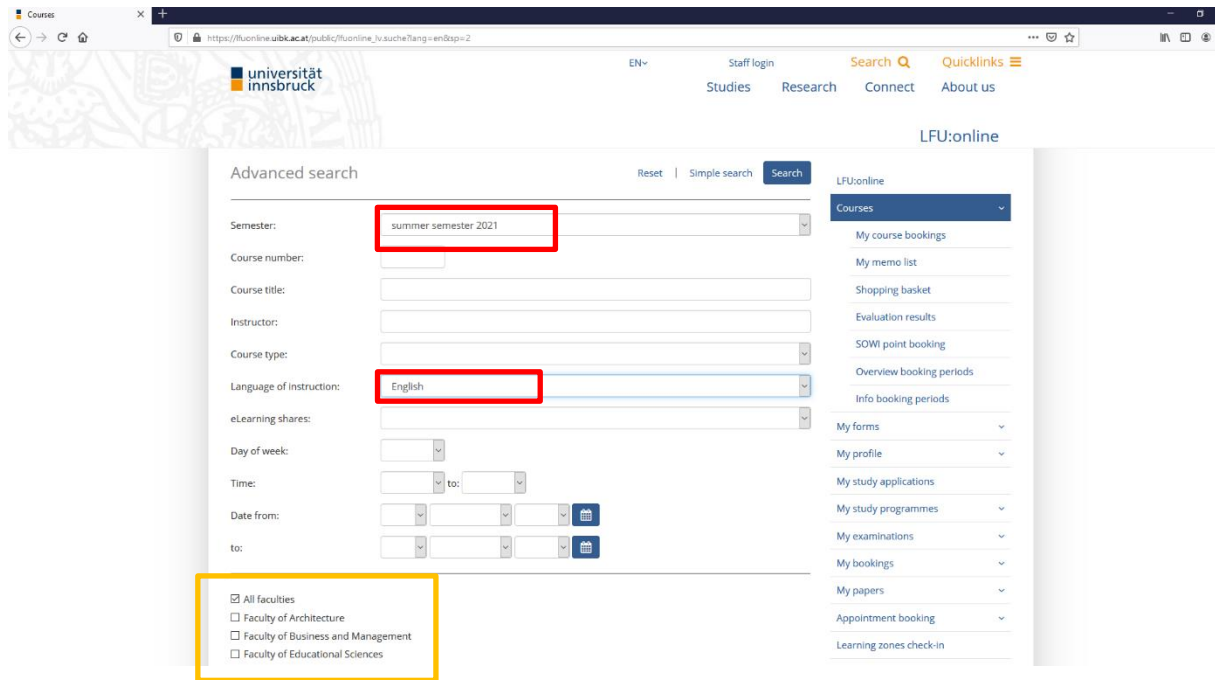 Courses
https://lfuonline.uibk.ac.at/public/lfuonline_lv.suche?lang=en&sp=2
universität
innsbruck
EN
Staff login
Search
Quicklinks
Studies
Research
Connect
About us
LFU:online
Advanced search
Reset | Simple search Search
Semester: summer semester 2021
Course number:
Course title:
Instructor:
Course type:
Language of instruction: English
eLearning shares:
Day of week:
Time: to:
Date from:
to:
All faculties
Faculty of Architecture
Faculty of Business and Management
Faculty of Educational Sciences
LFU:online
Courses
My course bookings
My memo list
Shopping basket
Evaluation results
SOWI point booking
Overview booking periods
Info booking periods
My forms
My profile
My study applications
My study programmes
My examinations
My bookings
My papers
Appointment booking
Learning zones check-in